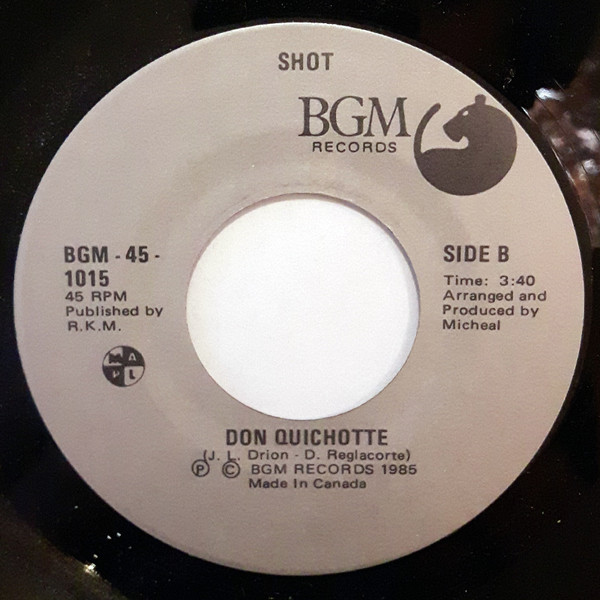 SHOT
BGM
RECORDS
BGM - 45 -
1015
45 RPM
Published by
R.K.M.
MAPL
SIDE B
Time: 3:40
Arranged and
Produced by
Micheal
DON QUICHOTTE
(J. L. Drion - D. Reglacorte)
Ⓟ © BGM RECORDS 1985
Made In Canada